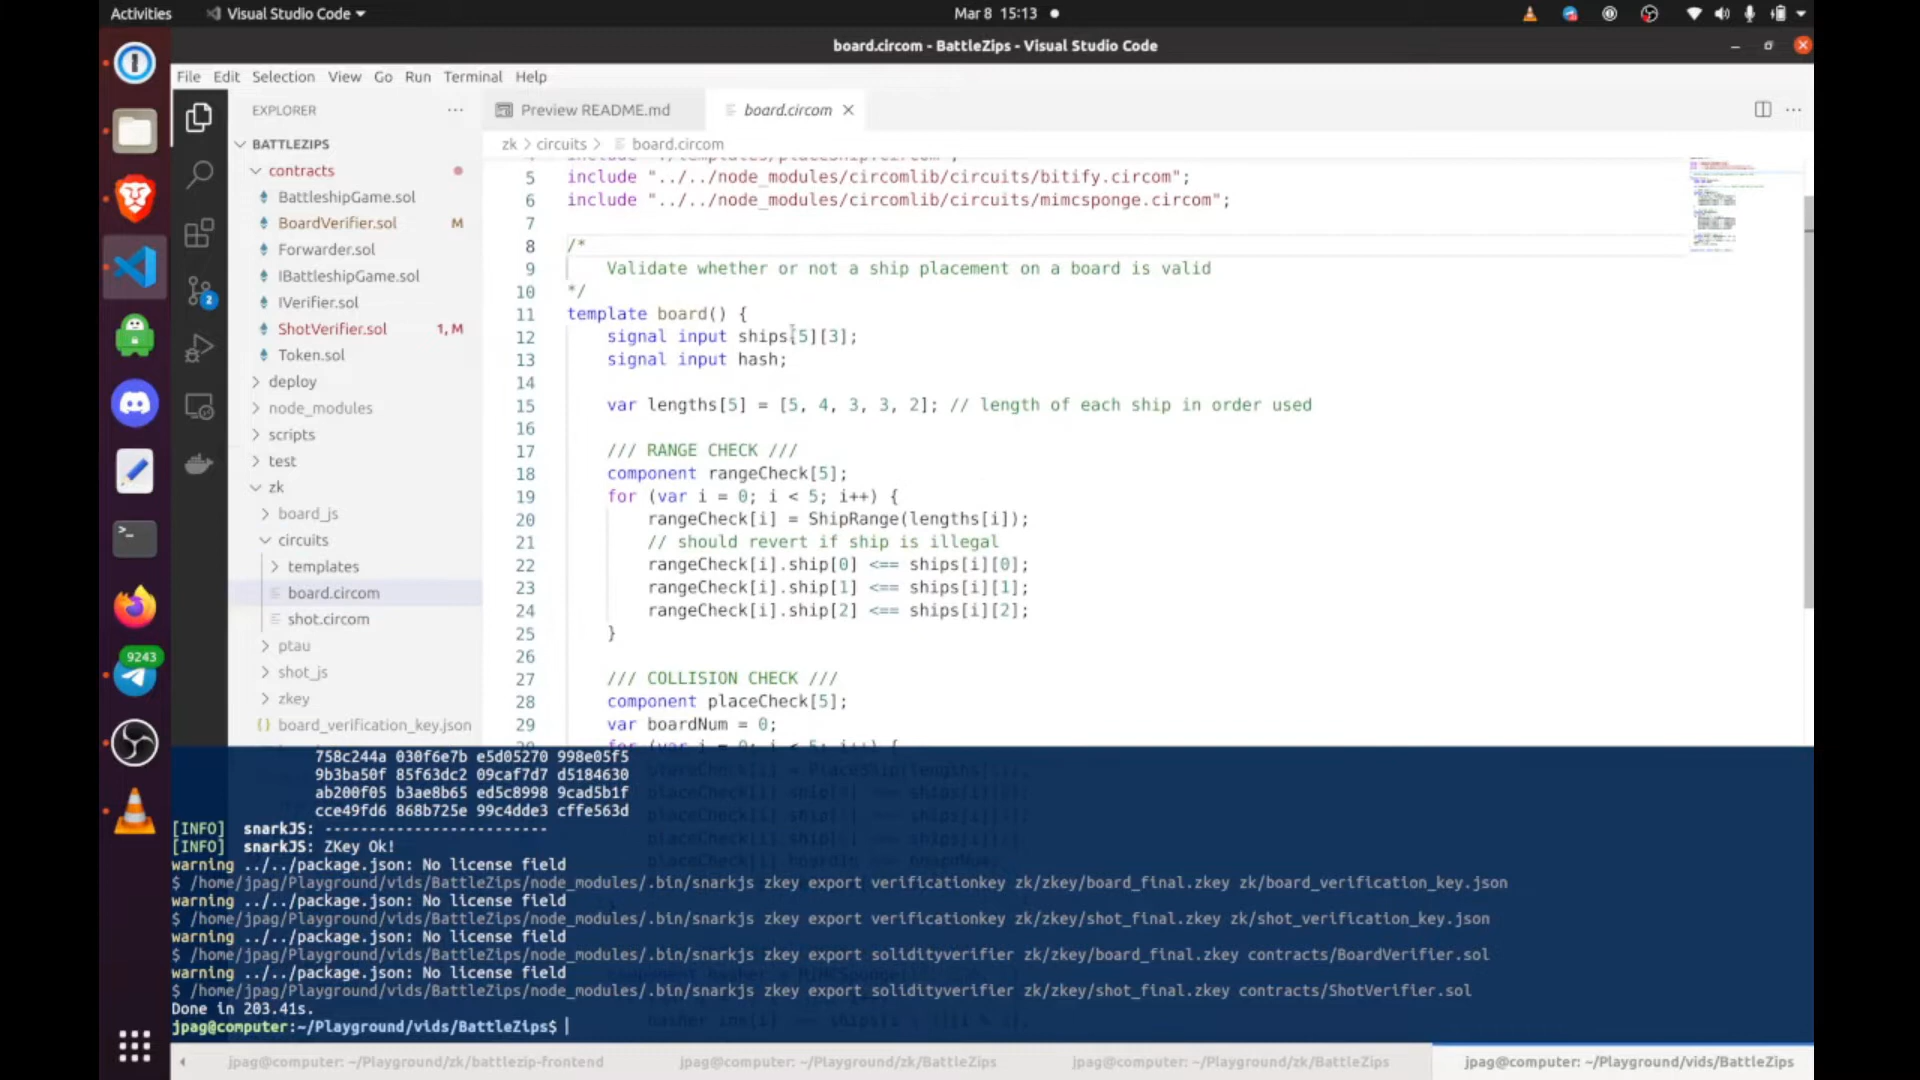 Activities
Visual Studio Code
Mar 8 15:13
board.circom - BattleZips - Visual Studio Code
File Edit Selection View Go Run Terminal Help
EXPLORER
Preview README.md
board.circom
BATTLEZIPS
zk > circuits > board.circom
contracts
BattleshipGame.sol
BoardVerifier.sol M
Forwarder.sol
IBattleshipGame.sol
IVerifier.sol
ShotVerifier.sol 1, M
Token.sol
deploy
node_modules
scripts
test
zk
board_js
circuits
templates
board.circom
shot.circom
ptau
shot_js
zkey
board_verification_key.json
2
9243
5 include "../../node_modules/circomlib/circuits/bitify.circom";
6 include "../../node_modules/circomlib/circuits/mimcsponge.circom";
7
8 /*
9 Validate whether or not a ship placement on a board is valid
10 */
11 template board() {
12 signal input ships[5][3];
13 signal input hash;
14
15 var lengths[5] = [5, 4, 3, 3, 2]; // length of each ship in order used
16
17 /// RANGE CHECK ///
18 component rangeCheck[5];
19 for (var i = 0; i < 5; i++) {
20 rangeCheck[i] = ShipRange(lengths[i]);
21 // should revert if ship is illegal
22 rangeCheck[i].ship[0] <== ships[i][0];
23 rangeCheck[i].ship[1] <== ships[i][1];
24 rangeCheck[i].ship[2] <== ships[i][2];
25 }
26
27 /// COLLISION CHECK ///
28 component placeCheck[5];
29 var boardNum = 0;
758c244a 030f6e7b e5d05270 998e05f5
9b3ba50f 85f63dc2 09caf7d7 d5184630
ab200f05 b3ae8b65 ed5c8998 9cad5b1f
cce49fd6 868b725e 99c4dde3 cffe563d
[INFO] snarkJS: -------------------------
[INFO] snarkJS: ZKey Ok!
warning ../../package.json: No license field
$ /home/jpag/Playground/vids/BattleZips/node_modules/.bin/snarkjs zkey export verificationkey zk/zkey/board_final.zkey zk/board_verification_key.json
warning ../../package.json: No license field
$ /home/jpag/Playground/vids/BattleZips/node_modules/.bin/snarkjs zkey export verificationkey zk/zkey/shot_final.zkey zk/shot_verification_key.json
warning ../../package.json: No license field
$ /home/jpag/Playground/vids/BattleZips/node_modules/.bin/snarkjs zkey export solidityverifier zk/zkey/board_final.zkey contracts/BoardVerifier.sol
warning ../../package.json: No license field
$ /home/jpag/Playground/vids/BattleZips/node_modules/.bin/snarkjs zkey export solidityverifier zk/zkey/shot_final.zkey contracts/ShotVerifier.sol
Done in 203.41s.
jpag@computer:~/Playground/vids/BattleZips$
jpag@computer: ~/Playground/zk/battlezip-frontend
jpag@computer: ~/Playground/zk/BattleZips
jpag@computer: ~/Playground/zk/BattleZips
jpag@computer: ~/Playground/vids/BattleZips